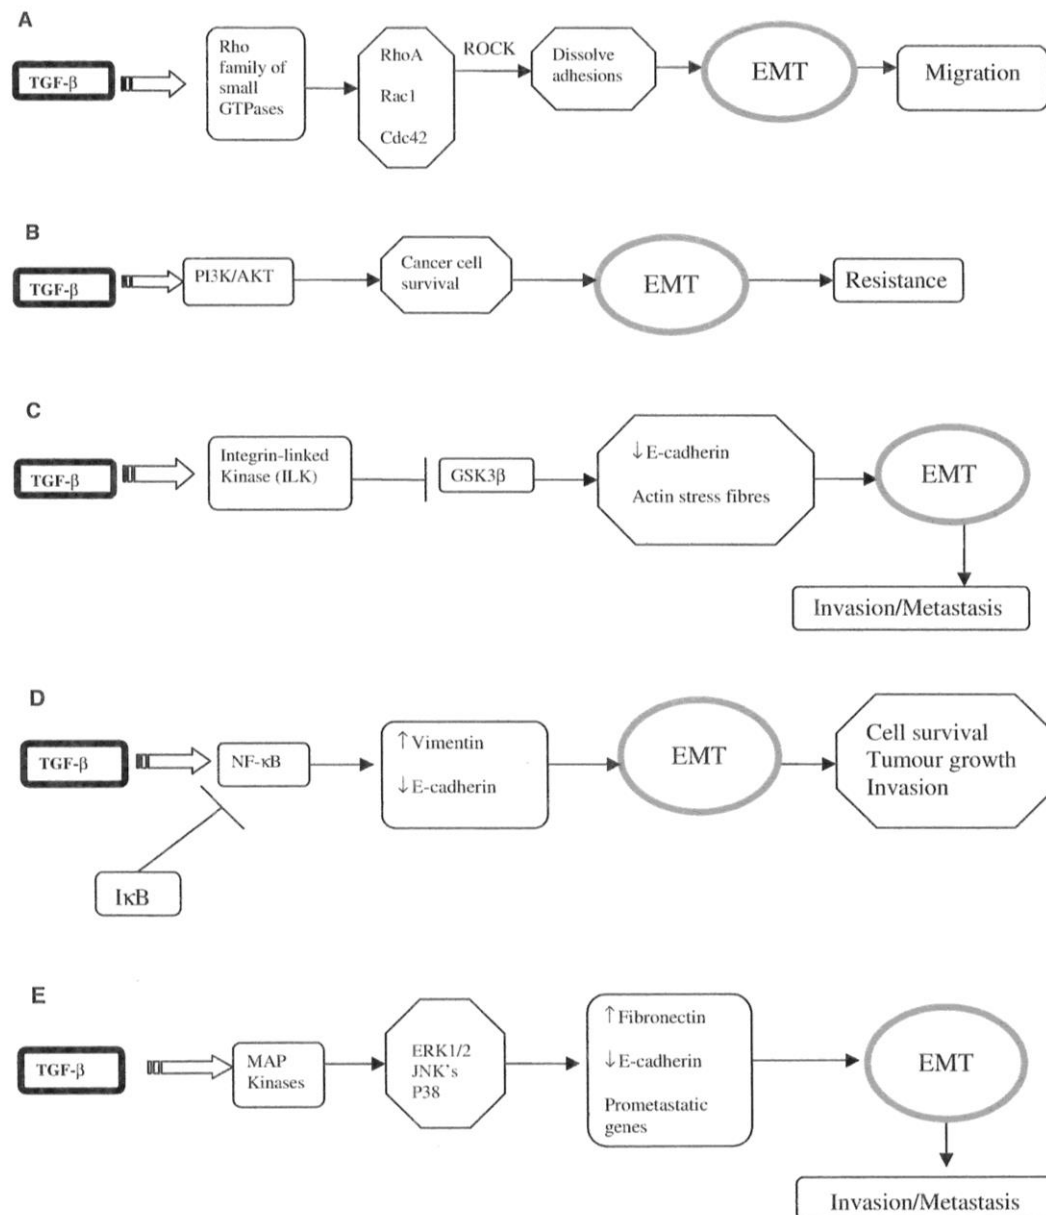 A
TGF-β
Rho
family of
small
GTPases
RhoA
Rac1
Cdc42
ROCK
Dissolve
adhesions
EMT
Migration
B
TGF-β
PI3K/AKT
Cancer cell
survival
EMT
Resistance
C
TGF-β
Integrin-linked
Kinase (ILK)
GSK3β
↓E-cadherin
Actin stress fibres
EMT
Invasion/Metastasis
D
TGF-β
NF-κB
↑Vimentin
↓E-cadherin
EMT
Cell survival
Tumour growth
Invasion
IκB
E
TGF-β
MAP
Kinases
ERK1/2
JNK's
P38
↑Fibronectin
↓E-cadherin
Prometastatic
genes
EMT
Invasion/Metastasis